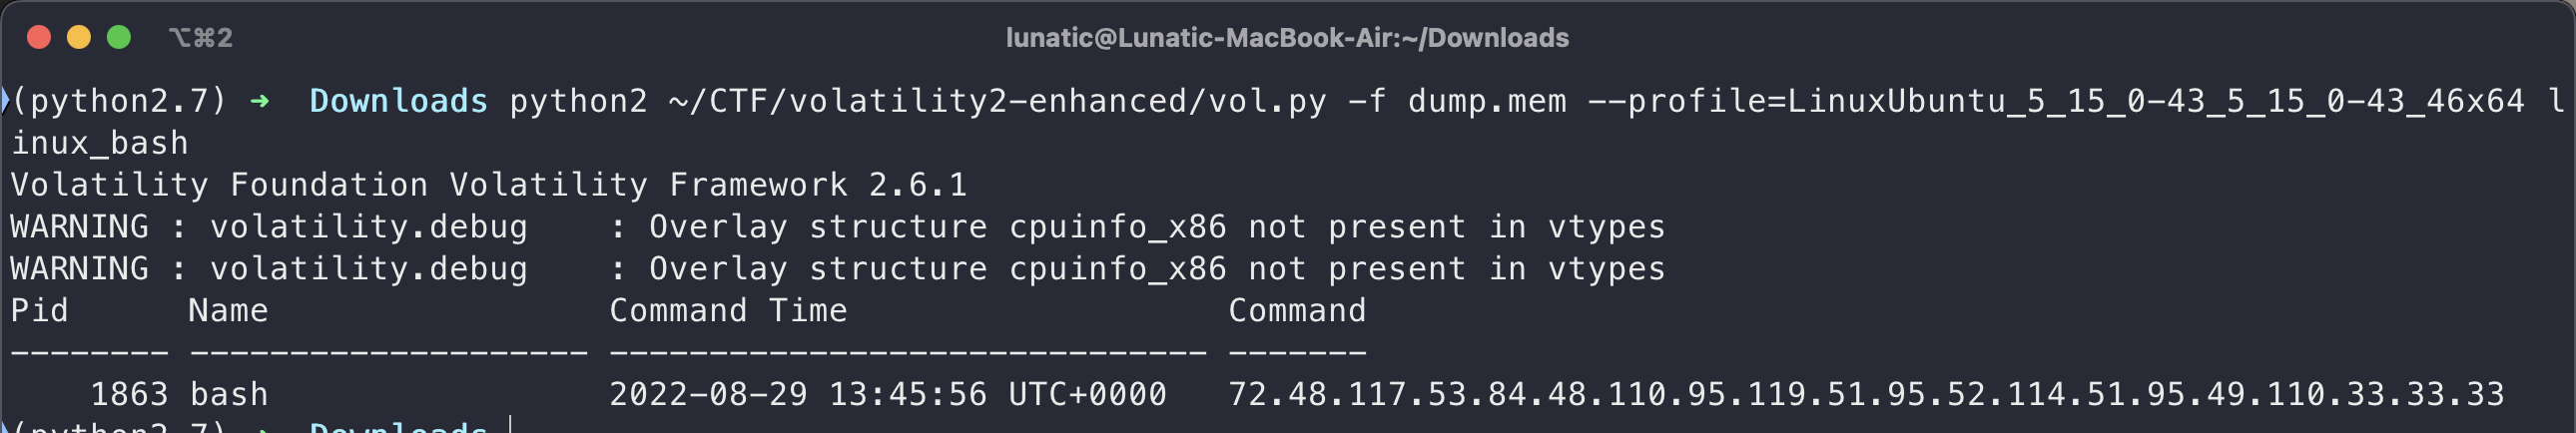 ⌥⌘2
lunatic@Lunatic-MacBook-Air:~/Downloads
(python2.7) ➜  Downloads python2 ~/CTF/volatility2-enhanced/vol.py -f dump.mem --profile=LinuxUbuntu_5_15_0-43_5_15_0-43_46x64 l
inux_bash
Volatility Foundation Volatility Framework 2.6.1
WARNING : volatility.debug    : Overlay structure cpuinfo_x86 not present in vtypes
WARNING : volatility.debug    : Overlay structure cpuinfo_x86 not present in vtypes
Pid      Name                 Command Time                   Command
-------- -------------------- ------------------------------ -------
    1863 bash                 2022-08-29 13:45:56 UTC+0000   72.48.117.53.84.48.110.95.119.51.95.52.114.51.95.49.110.33.33.33
(python2.7) ➜  Downloads